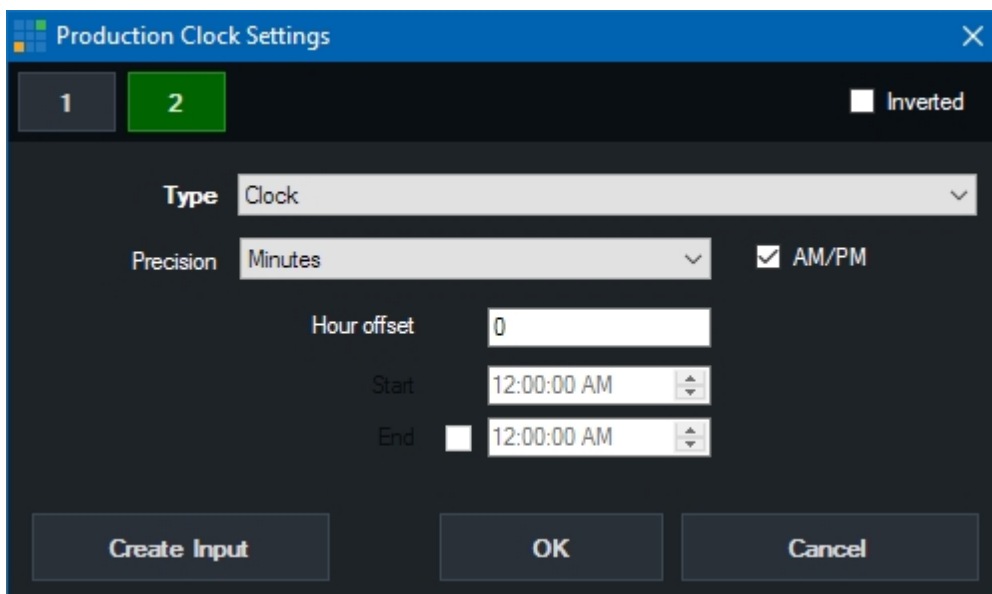 Production Clock Settings
1 2 Inverted
Type Clock
Precision Minutes AM/PM
Hour offset 0
Start 12:00:00 AM
End 12:00:00 AM
Create Input OK Cancel